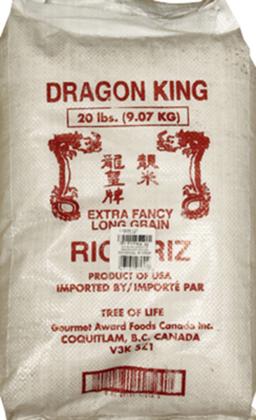 DRAGON KING
20 lbs. (9.07 KG)
龍皇牌
靚米
EXTRA FANCY
LONG GRAIN
RIZ
PRODUCT OF USA
IMPORTED BY/IMPORTÉ PAR
TREE OF LIFE
Gourmet Award Foods Canada Inc.
COQUITLAM, B.C. CANADA
V3K 5Z1